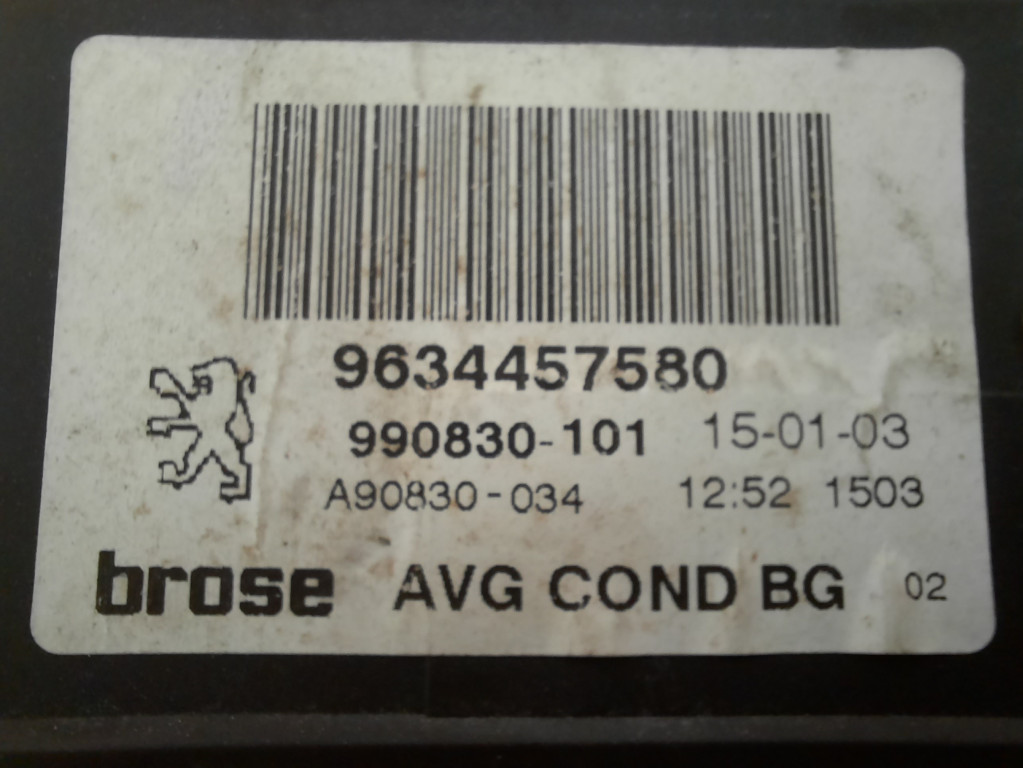 9634457580
990830-101 15-01-03
A90830-034 12:52 1503
brose AVG COND BG 02